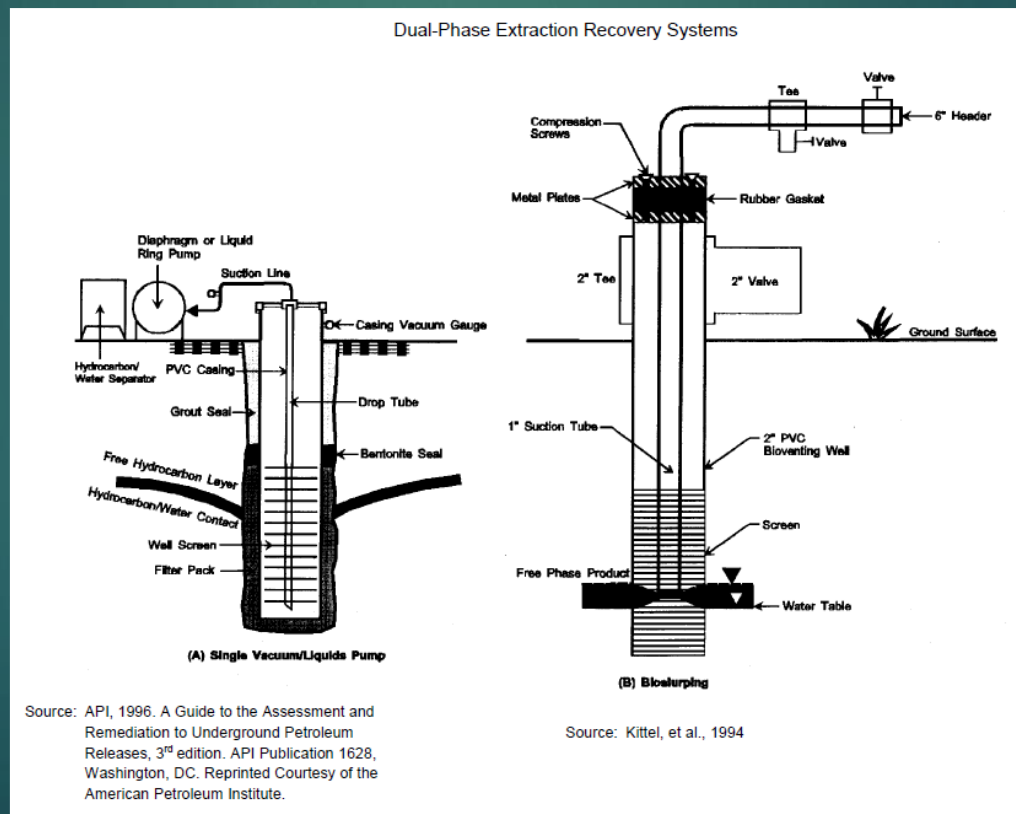 Dual-Phase Extraction Recovery Systems
Diaphragm or Liquid
Ring Pump
Suction Line
Casing Vacuum Gauge
Hydrocarbon/
Water Separator
PVC Casing
Grout Seal
Drop Tube
Bentonite Seal
Free Hydrocarbon Layer
Hydrocarbon/Water Contact
Well Screen
Filter Pack
(A) Single Vacuum/Liquids Pump
Source: API, 1996. A Guide to the Assessment and
Remediation to Underground Petroleum
Releases, 3rd edition. API Publication 1628,
Washington, DC. Reprinted Courtesy of the
American Petroleum Institute.
Valve
Tee
6" Header
Compression
Screws
Valve
Metal Plates
Rubber Gasket
2" Tee
2" Valve
Ground Surface
1" Suction Tube
2" PVC
Bioventing Well
Screen
Free Phase Product
Water Table
(B) Bioslurping
Source: Kittel, et al., 1994